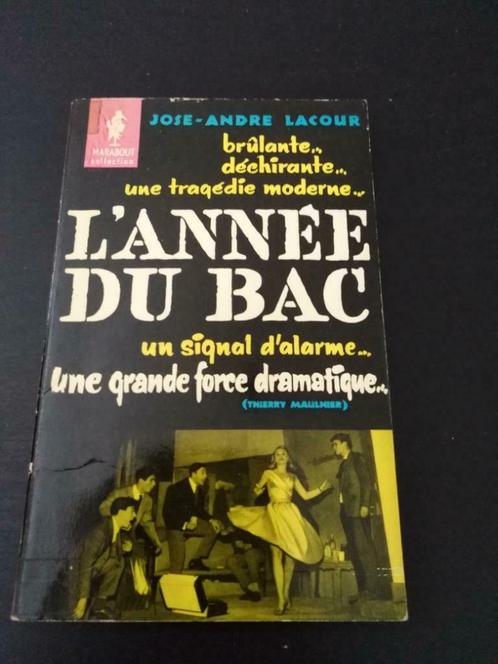 MARABOUT
collection
JOSE-ANDRE LACOUR
brûlante...
déchirante...
une tragédie moderne...
L'ANNÉE
DU BAC
un signal d'alarme...
une grande force dramatique...
(THIERRY MAULNIER)